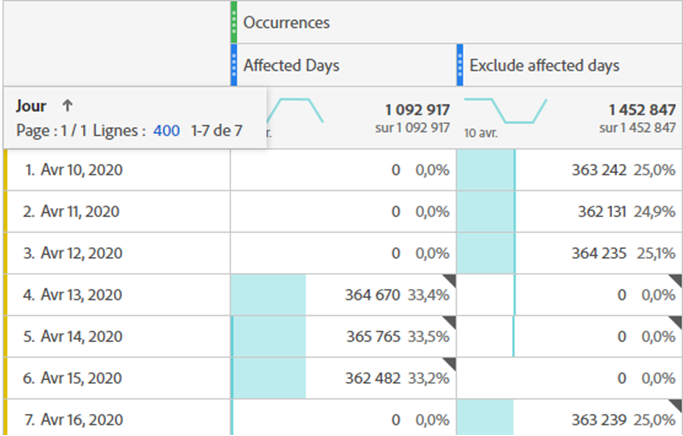 Occurrences
Affected Days Exclude affected days
Jour ↑
Page : 1 / 1 Lignes : 400 1-7 de 7
r. 1 092 917
sur 1 092 917
10 avr. 1 452 847
sur 1 452 847
1. Avr 10, 2020 0 0,0% 363 242 25,0%
2. Avr 11, 2020 0 0,0% 362 131 24,9%
3. Avr 12, 2020 0 0,0% 364 235 25,1%
4. Avr 13, 2020 364 670 33,4% 0 0,0%
5. Avr 14, 2020 365 765 33,5% 0 0,0%
6. Avr 15, 2020 362 482 33,2% 0 0,0%
7. Avr 16, 2020 0 0,0% 363 239 25,0%